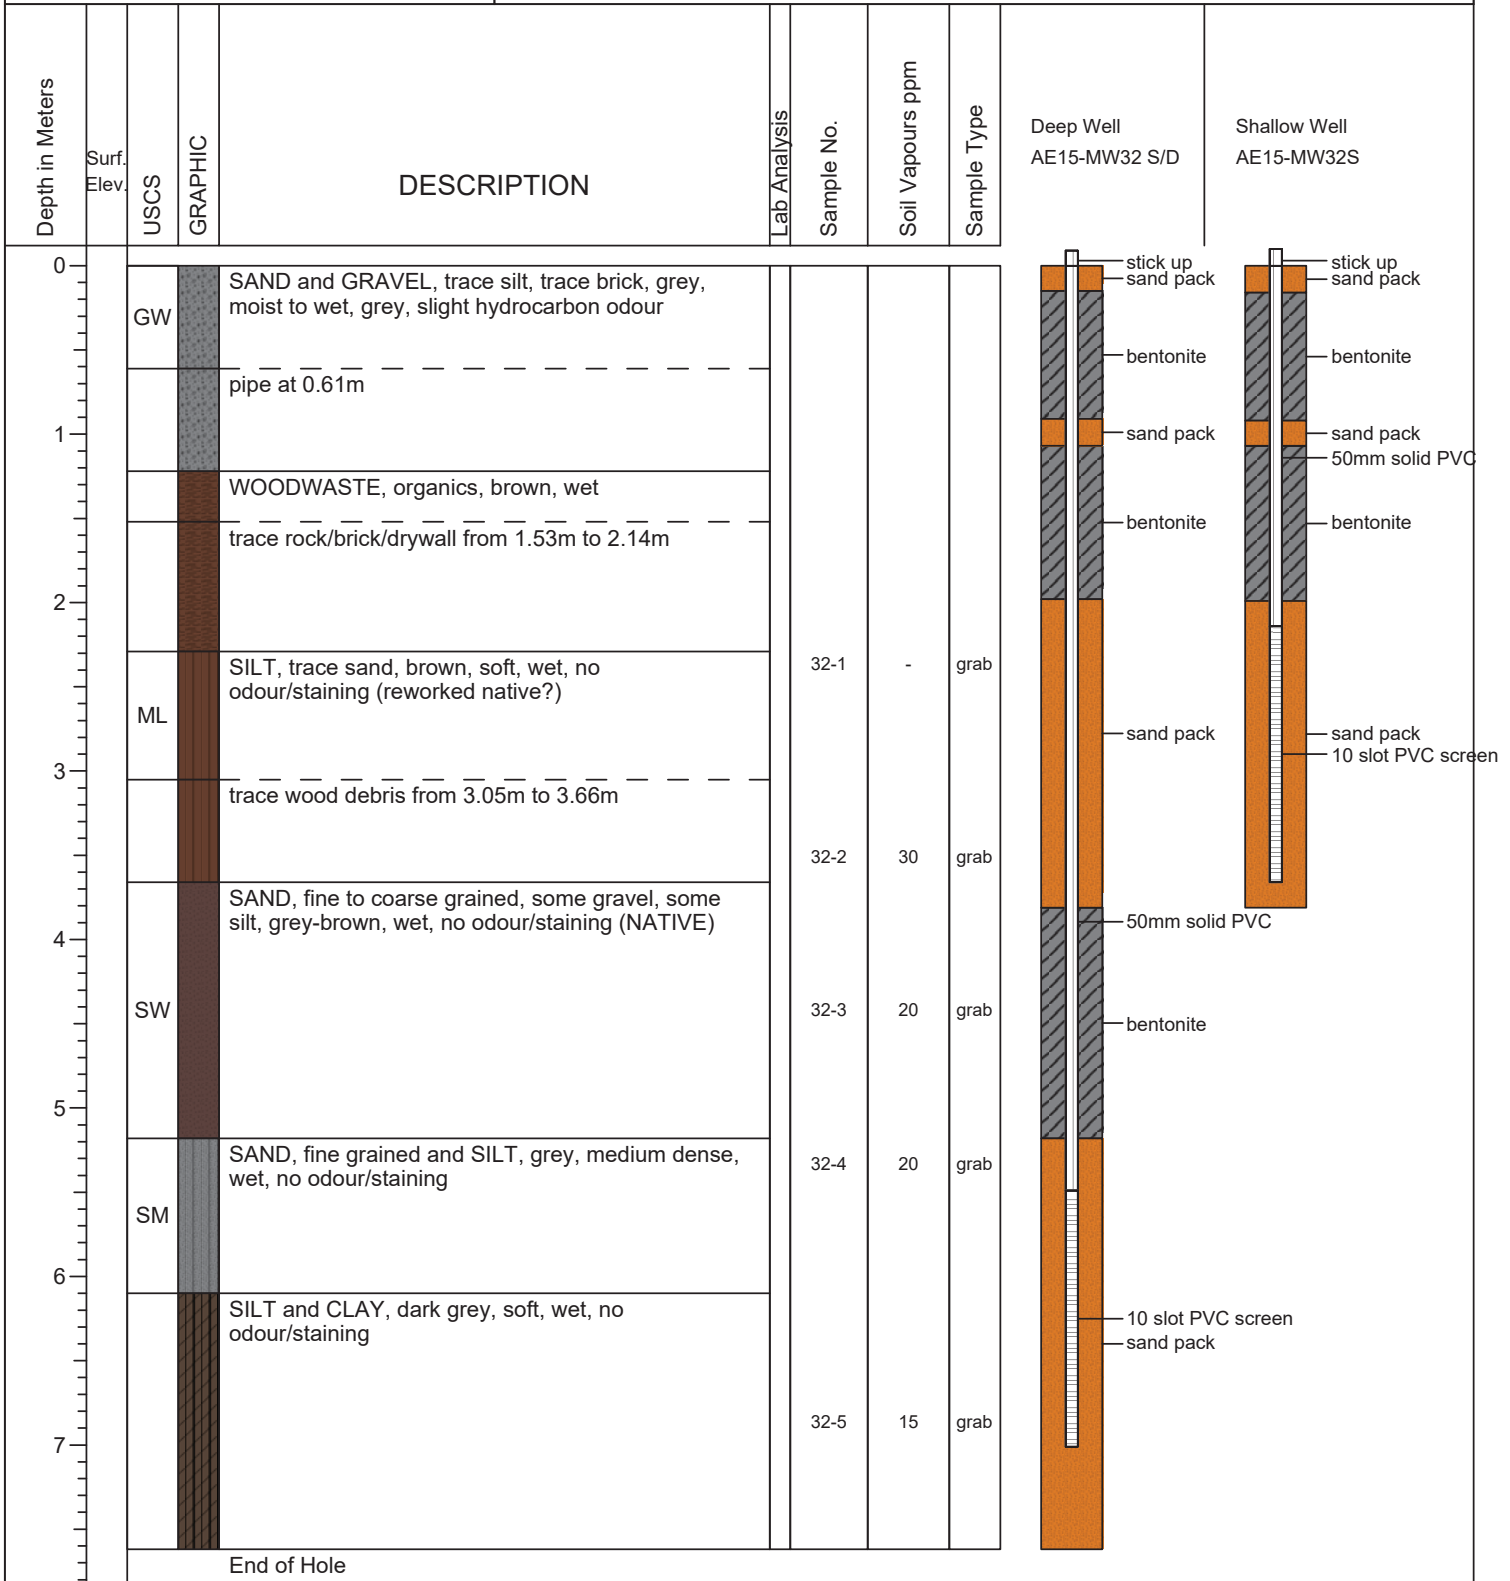 Depth in Meters
Surf.
Elev.
USCS
GRAPHIC
DESCRIPTION
Lab Analysis
Sample No.
Soil Vapours ppm
Sample Type
Deep Well
AE15-MW32 S/D
Shallow Well
AE15-MW32S
0
GW
SAND and GRAVEL, trace silt, trace brick, grey,
moist to wet, grey, slight hydrocarbon odour
stick up
sand pack
stick up
sand pack
bentonite
bentonite
pipe at 0.61m
1
sand pack
sand pack
50mm solid PVC
WOODWASTE, organics, brown, wet
trace rock/brick/drywall from 1.53m to 2.14m
bentonite
bentonite
2
SILT, trace sand, brown, soft, wet, no
odour/staining (reworked native?)
32-1 - grab
ML
sand pack
sand pack
10 slot PVC screen
3
trace wood debris from 3.05m to 3.66m
32-2 30 grab
SAND, fine to coarse grained, some gravel, some
silt, grey-brown, wet, no odour/staining (NATIVE)
50mm solid PVC
4
SW
32-3 20 grab
bentonite
5
SAND, fine grained and SILT, grey, medium dense,
wet, no odour/staining
32-4 20 grab
SM
6
SILT and CLAY, dark grey, soft, wet, no
odour/staining
10 slot PVC screen
sand pack
32-5 15 grab
7
End of Hole